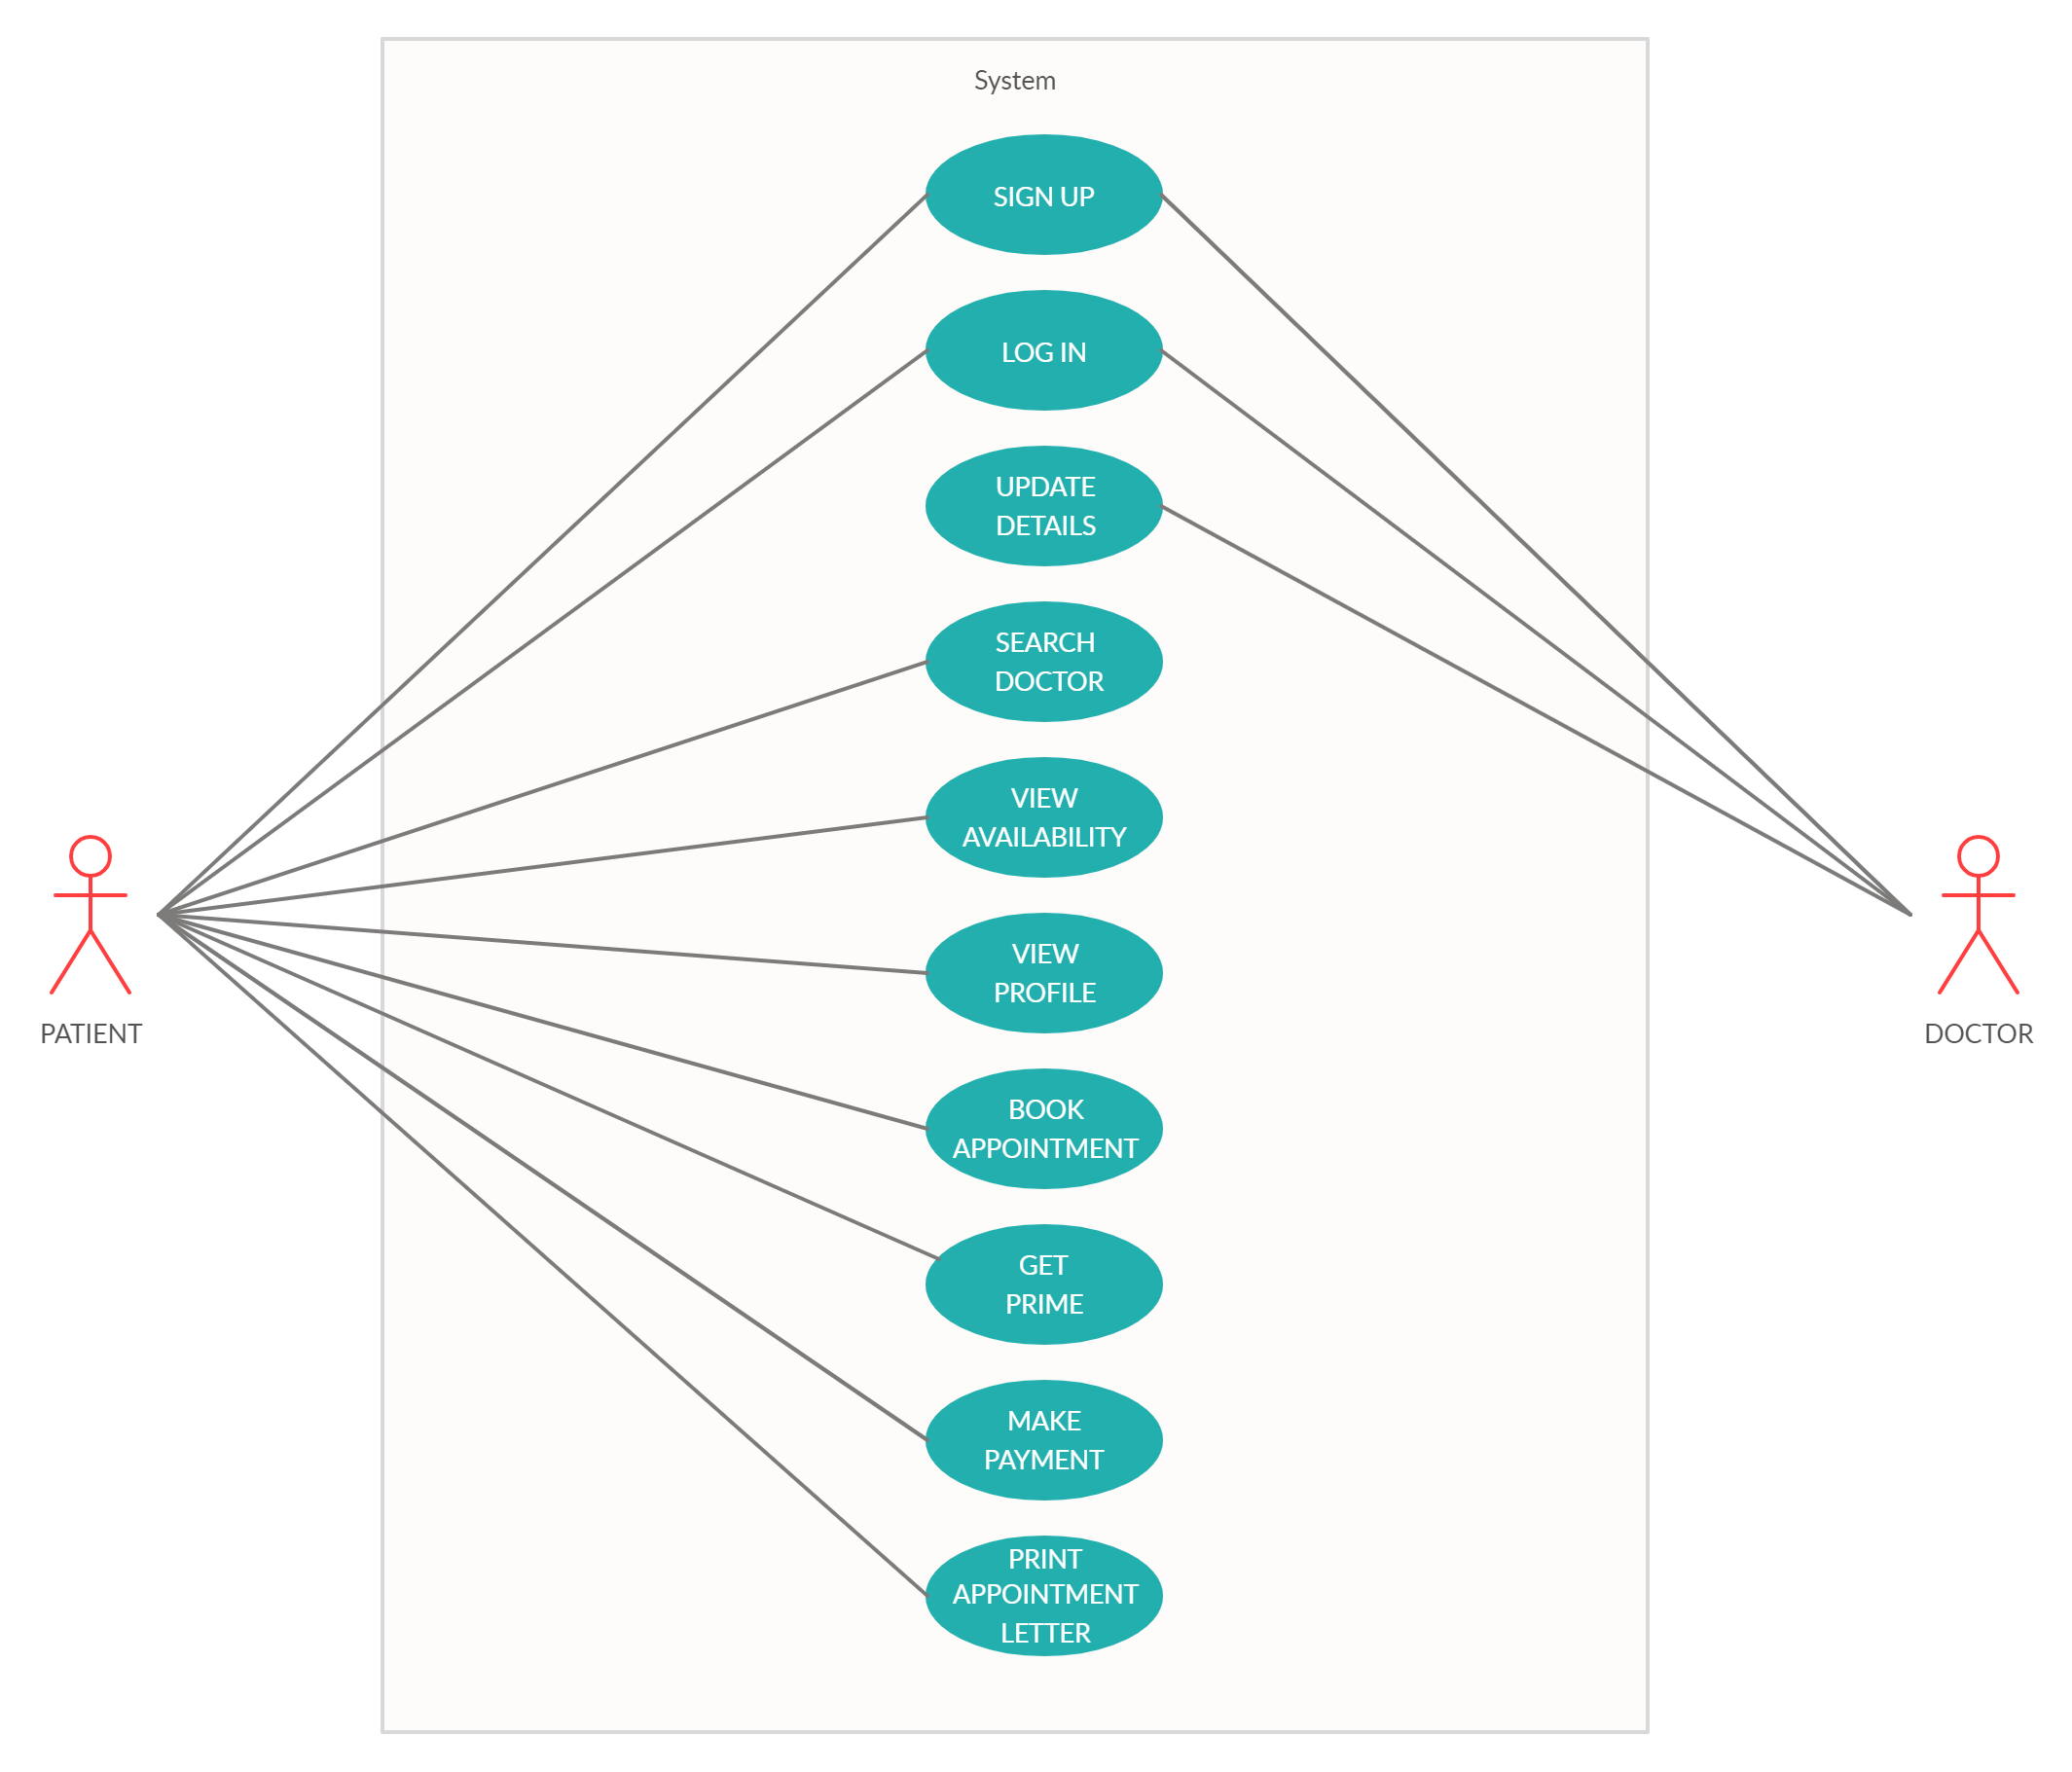 System
SIGN UP
LOG IN
UPDATE
DETAILS
SEARCH
DOCTOR
VIEW
AVAILABILITY
VIEW
PROFILE
PATIENT
DOCTOR
BOOK
APPOINTMENT
GET
PRIME
MAKE
PAYMENT
PRINT
APPOINTMENT
LETTER